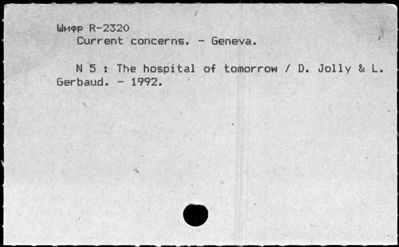 Шифр R-2320
Current concerns. - Geneva.
N 5 : The hospital of tomorrow / D. Jolly & L.
Gerbaud. - 1992.